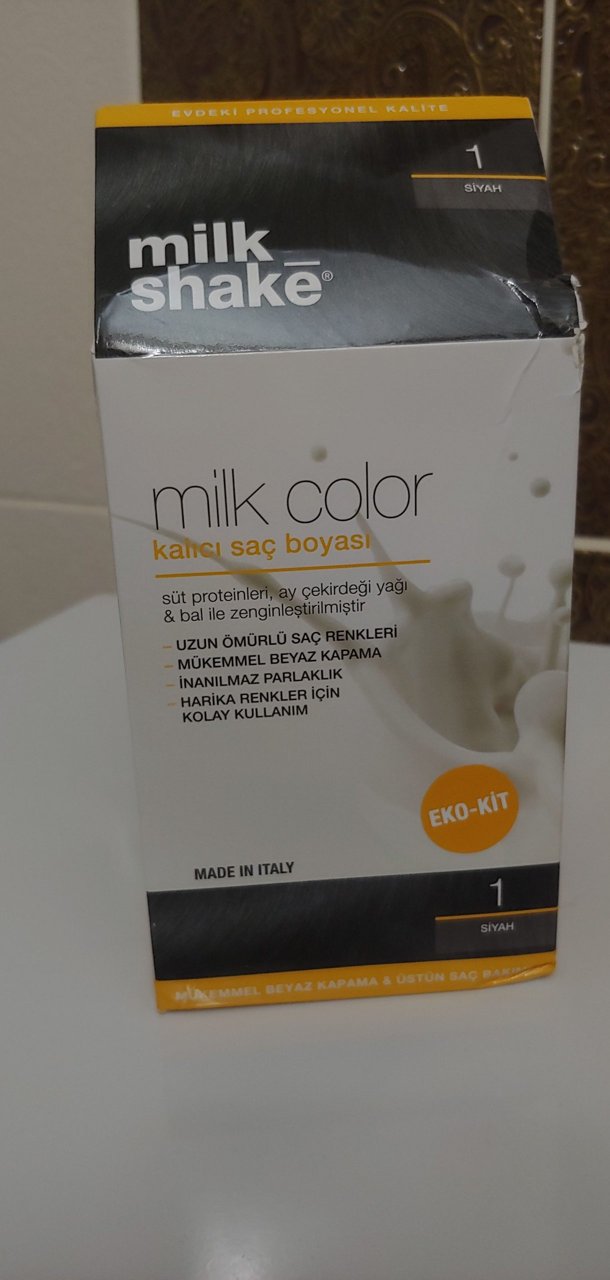 EVDEKİ PROFESYONEL KALİTE
1
SİYAH
milk
shake®
milk color
kalıcı saç boyası
süt proteinleri, ay çekirdeği yağı
& bal ile zenginleştirilmiştir
- UZUN ÖMÜRLÜ SAÇ RENKLERİ
- MÜKEMMEL BEYAZ KAPAMA
- İNANILMAZ PARLAKLIK
- HARİKA RENKLER İÇİN
KOLAY KULLANIM
EKO-KİT
MADE IN ITALY
1
SİYAH
MÜKEMMEL BEYAZ KAPAMA & ÜSTÜN SAÇ